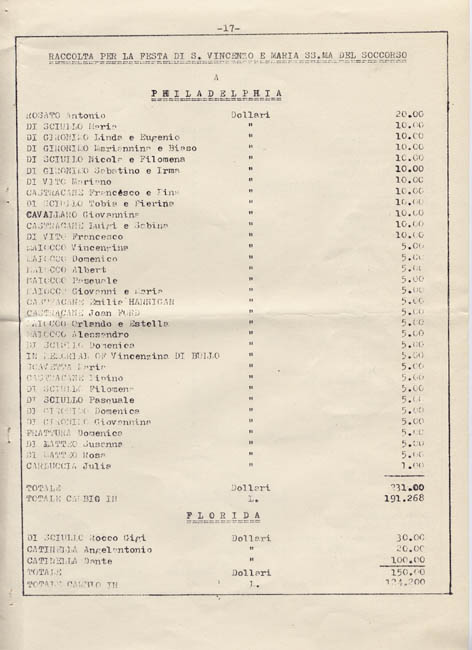 -17-
RACCOLTA PER LA FESTA DI S. VINCENZO E MARIA SS.MA DEL SOCCORSO
A
PHILADELPHIA
ROSATO Antonio Dollari 20.00
DI SCIULLO Maria " 10.00
DI GIRONIMO Linda e Eugenio " 10.00
DI GIRONIMO Mariannina e Biaso " 10.00
DI SCIULLO Nicola e Filomena " 10.00
DI GIRONIMO Sabatino e Irma " 10.00
DI VITO Mariano " 10.00
CASTRACANE Francesco e Lina " 10.00
DI SCIULLO Tobia e Pierina " 10.00
CAVALLARO Giovannina " 10.00
CASTRACANE Luigi e Sabina " 10.00
DI VITO Francesco " 10.00
MAIOCCO Vincenzina " 5.00
MAIOCCO Domenico " 5.00
MAIOCCO Albert " 5.00
MAIOCCO Pasquale " 5.00
MAIOCCO Giovanni e Maria " 5.00
CASTRACANE Emilia HANRIGAN " 5.00
CASTRACANE Joan FORD " 5.00
MAIOCCO Orlando e Estella " 5.00
MAIOCCO Alessandro " 5.00
DI SCIULLO Domenica " 5.00
IN MEMORIAL OF Vincenzina DI BULLO " 5.00
SCAVETTA Maria " 5.00
CASTRACANE Livino " 5.00
DI SCIULLO Filomena " 5.00
DI SCIULLO Pasquale " 5.00
DI GIRONIMO Domenica " 5.00
DI GIRONIMO Giovannina " 5.00
FRATTURA Domenica " 5.00
DI MATTEO Susanna " 5.00
DI MATTEO Rosa " 5.00
CARDUCCIA Julia " 1.00
TOTALE Dollari 231.00
TOTALE CAMBIO IN L. 191.268
FLORIDA
DI SCIULLO Rocco Gigi Dollari 30.00
CATINELLA Angelantonio " 20.00
CATINELLA Dante " 100.00
TOTALE Dollari 150.00
TOTALE CAMBIO IN L. 124.200